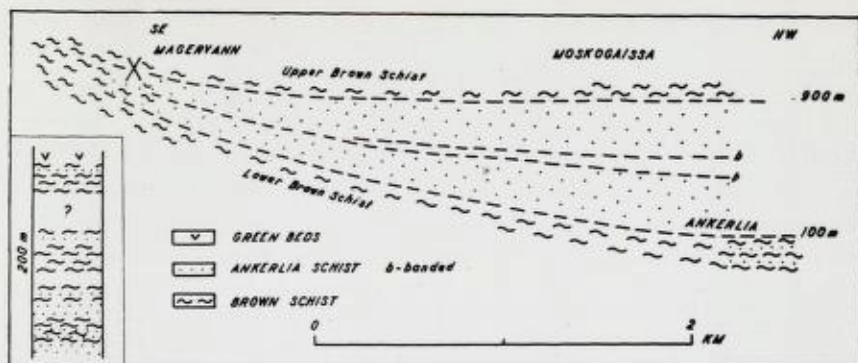 SE
NW
MAGERVANN
MOSKOGAISSA
Upper Brown Schist
900 m
b
b
Lower Brown Schist
ANKERLIA
100 m
?
200 m
GREEN BEDS
ANKERLIA SCHIST b-banded
BROWN SCHIST
0
2
KM